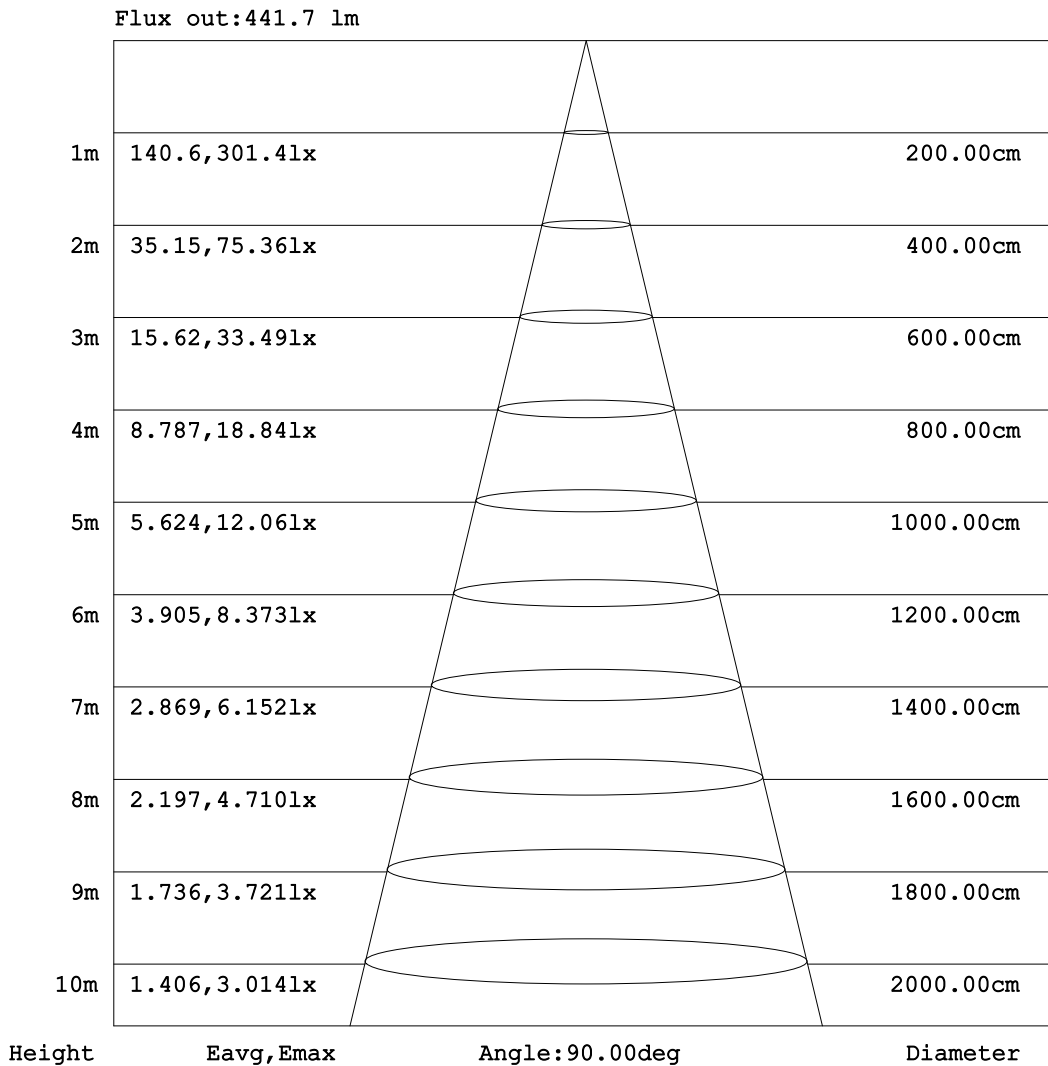 Flux out:441.7 lm
1m 140.6,301.4lx 200.00cm
2m 35.15,75.36lx 400.00cm
3m 15.62,33.49lx 600.00cm
4m 8.787,18.84lx 800.00cm
5m 5.624,12.06lx 1000.00cm
6m 3.905,8.373lx 1200.00cm
7m 2.869,6.152lx 1400.00cm
8m 2.197,4.710lx 1600.00cm
9m 1.736,3.721lx 1800.00cm
10m 1.406,3.014lx 2000.00cm
Height Eavg,Emax Angle:90.00deg Diameter